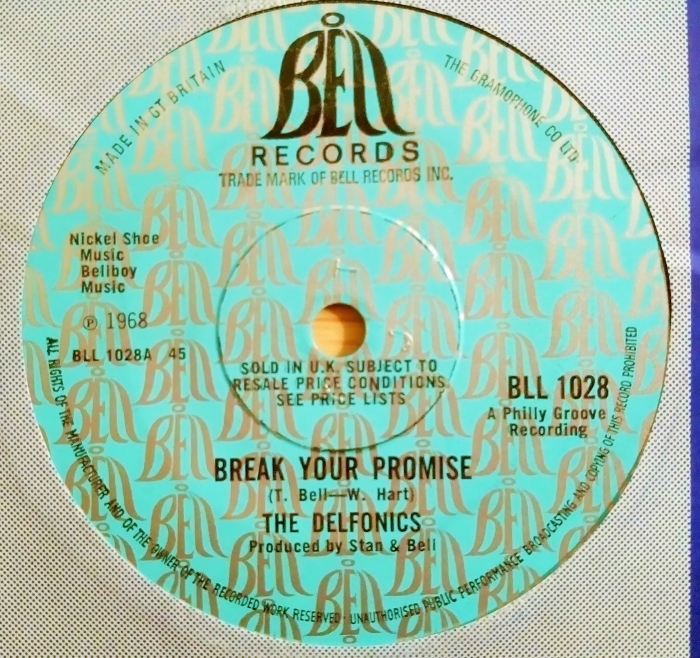 BELL
RECORDS
TRADE MARK OF BELL RECORDS INC.
MADE IN GT BRITAIN
THE GRAMOPHONE CO LTD.
Nickel Shoe
Music
Bellboy
Music
℗ 1968
BLL 1028A 45
SOLD IN U.K. SUBJECT TO
RESALE PRICE CONDITIONS
SEE PRICE LISTS
BLL 1028
A Philly Groove
Recording
BREAK YOUR PROMISE
(T. Bell—W. Hart)
THE DELFONICS
Produced by Stan & Bell
ALL RIGHTS OF THE MANUFACTURER AND OF THE OWNER OF THE RECORDED WORK RESERVED · UNAUTHORISED PUBLIC PERFORMANCE BROADCASTING AND COPYING OF THIS RECORD PROHIBITED